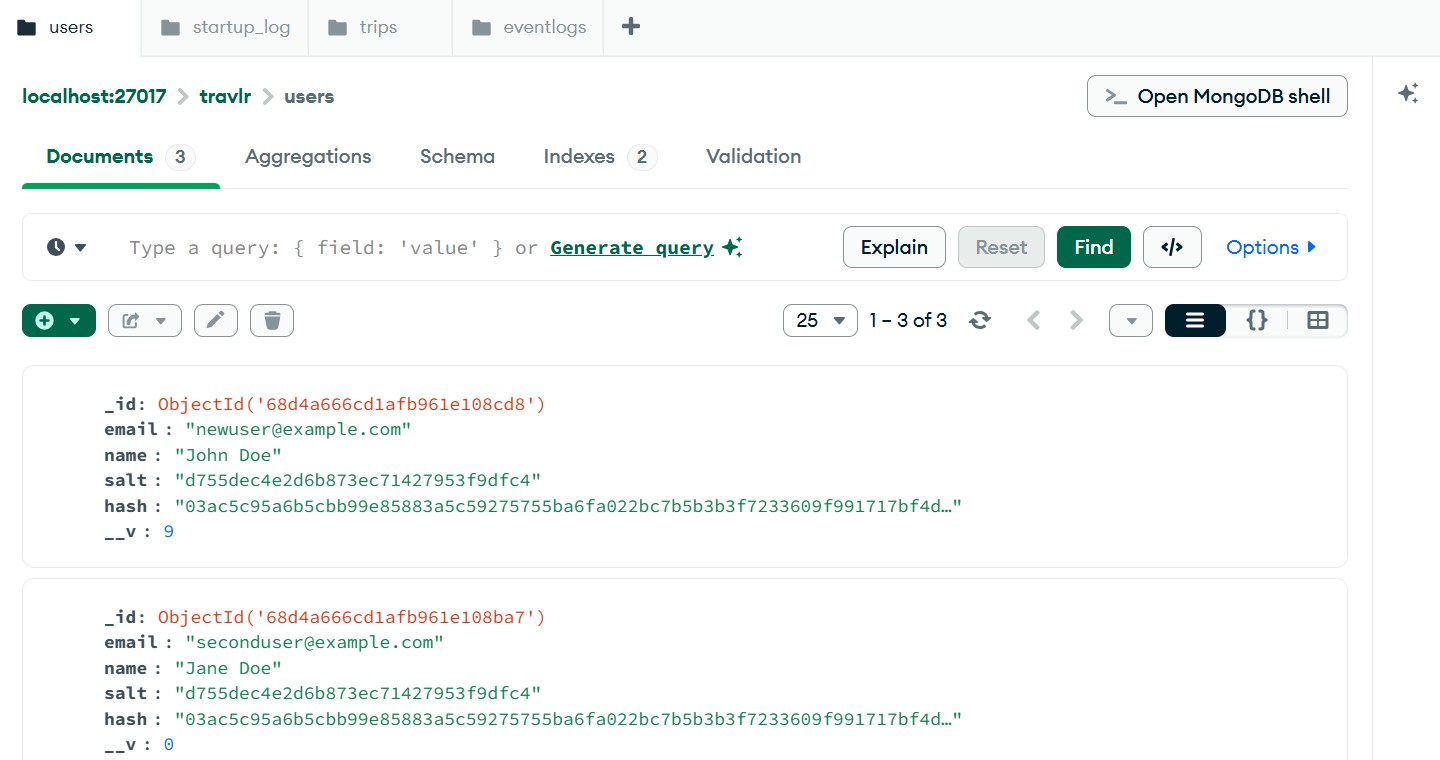 users startup_log trips eventlogs
localhost:27017 travlr users Open MongoDB shell
Documents 3 Aggregations Schema Indexes 2 Validation
Type a query: { field: 'value' } or Generate query Explain Reset Find </> Options
25 1 – 3 of 3 {}
_id: ObjectId('68d4a666cd1afb961e108cd8')
email : "newuser@example.com"
name : "John Doe"
salt : "d755dec4e2d6b873ec71427953f9dfc4"
hash : "03ac5c95a6b5cbb99e85883a5c59275755ba6fa022bc7b5b3b3f7233609f991717bf4d…"
__v : 9
_id: ObjectId('68d4a666cd1afb961e108ba7')
email : "seconduser@example.com"
name : "Jane Doe"
salt : "d755dec4e2d6b873ec71427953f9dfc4"
hash : "03ac5c95a6b5cbb99e85883a5c59275755ba6fa022bc7b5b3b3f7233609f991717bf4d…"
__v : 0